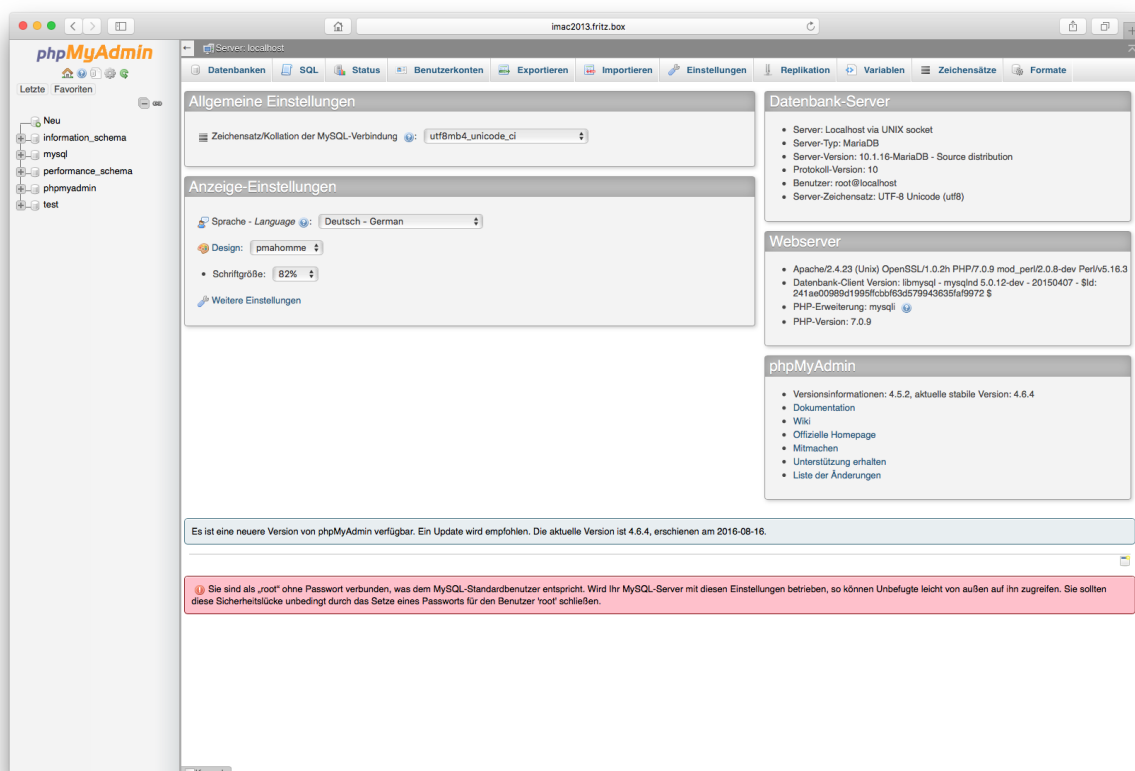 imac2013.fritz.box
phpMyAdmin
Letzte Favoriten
Neu
information_schema
mysql
performance_schema
phpmyadmin
test
Server: localhost
Datenbanken SQL Status Benutzerkonten Exportieren Importieren Einstellungen Replikation Variablen Zeichensätze Formate
Allgemeine Einstellungen
Zeichensatz/Kollation der MySQL-Verbindung : utf8mb4_unicode_ci
Anzeige-Einstellungen
Sprache - Language : Deutsch - German
Design: pmahomme
• Schriftgröße: 82%
Weitere Einstellungen
Datenbank-Server
• Server: Localhost via UNIX socket
• Server-Typ: MariaDB
• Server-Version: 10.1.16-MariaDB - Source distribution
• Protokoll-Version: 10
• Benutzer: root@localhost
• Server-Zeichensatz: UTF-8 Unicode (utf8)
Webserver
• Apache/2.4.23 (Unix) OpenSSL/1.0.2h PHP/7.0.9 mod_perl/2.0.8-dev Perl/v5.16.3
• Datenbank-Client Version: libmysql - mysqlnd 5.0.12-dev - 20150407 - $Id:
241ae00989d1995ffcbbf63d579943635faf9972 $
• PHP-Erweiterung: mysqli
• PHP-Version: 7.0.9
phpMyAdmin
• Versionsinformationen: 4.5.2, aktuelle stabile Version: 4.6.4
• Dokumentation
• Wiki
• Offizielle Homepage
• Mitmachen
• Unterstützung erhalten
• Liste der Änderungen
Es ist eine neuere Version von phpMyAdmin verfügbar. Ein Update wird empfohlen. Die aktuelle Version ist 4.6.4, erschienen am 2016-08-16.
Sie sind als „root“ ohne Passwort verbunden, was dem MySQL-Standardbenutzer entspricht. Wird Ihr MySQL-Server mit diesen Einstellungen betrieben, so können Unbefugte leicht von außen auf ihn zugreifen. Sie sollten
diese Sicherheitslücke unbedingt durch das Setze eines Passworts für den Benutzer 'root' schließen.